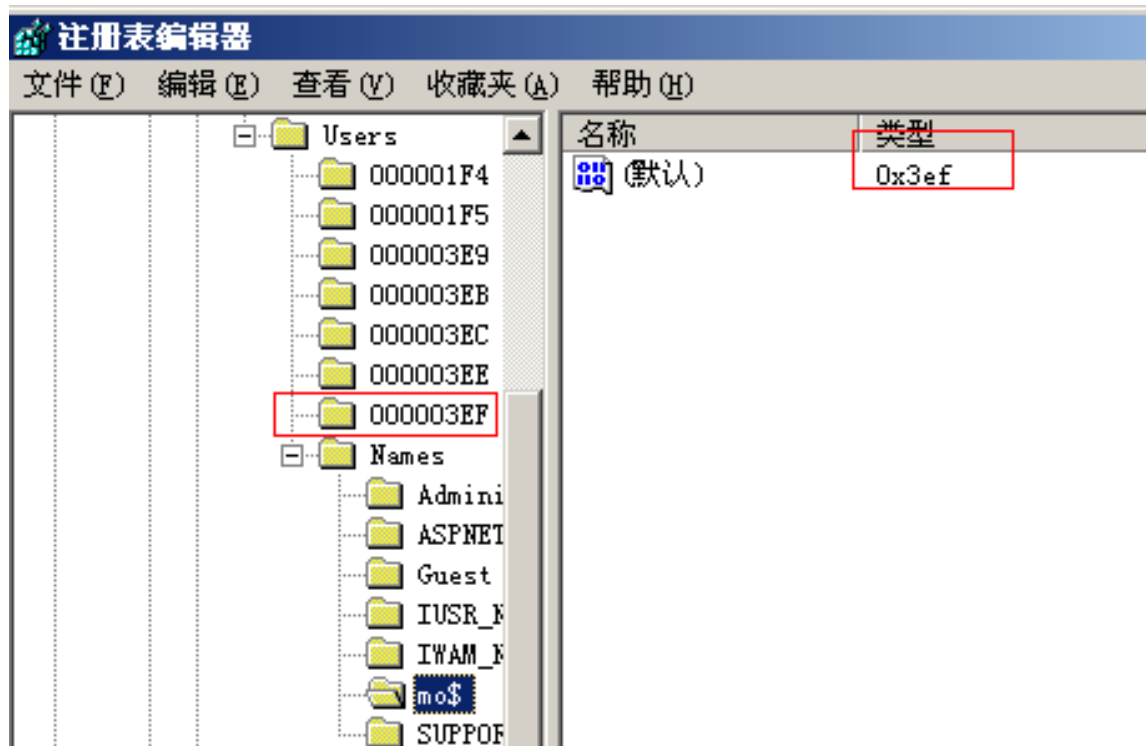 注册表编辑器
文件(F) 编辑(E) 查看(V) 收藏夹(A) 帮助(H)
Users
000001F4
000001F5
000003E9
000003EB
000003EC
000003EE
000003EF
Names
Admini
ASPNET
Guest
IUSR_N
IWAM_N
mo$
SUPPOR
名称 类型
(默认) 0x3ef